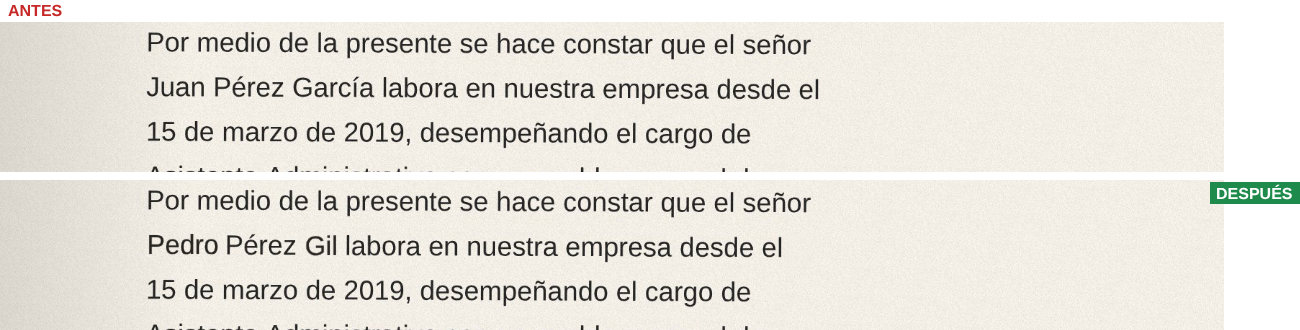 ANTES
Por medio de la presente se hace constar que el señor
Juan Pérez García labora en nuestra empresa desde el
15 de marzo de 2019, desempeñando el cargo de
DESPUÉS
Por medio de la presente se hace constar que el señor
Pedro Pérez Gil labora en nuestra empresa desde el
15 de marzo de 2019, desempeñando el cargo de